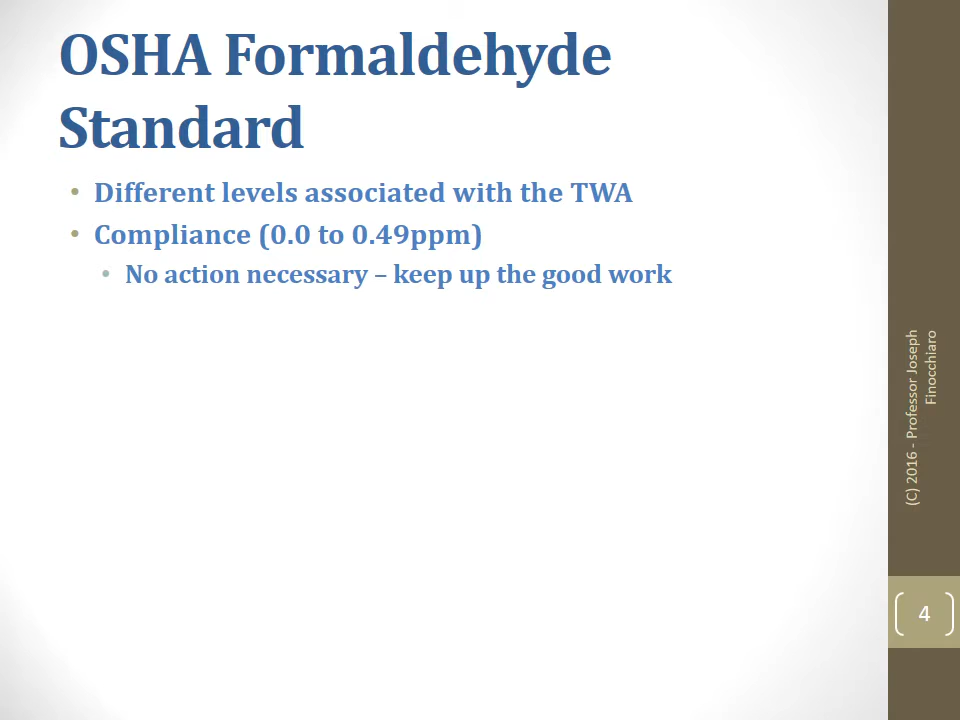 OSHA Formaldehyde
Standard
• Different levels associated with the TWA
• Compliance (0.0 to 0.49ppm)
• No action necessary – keep up the good work
(C) 2016 - Professor Joseph
Finocchiaro
4